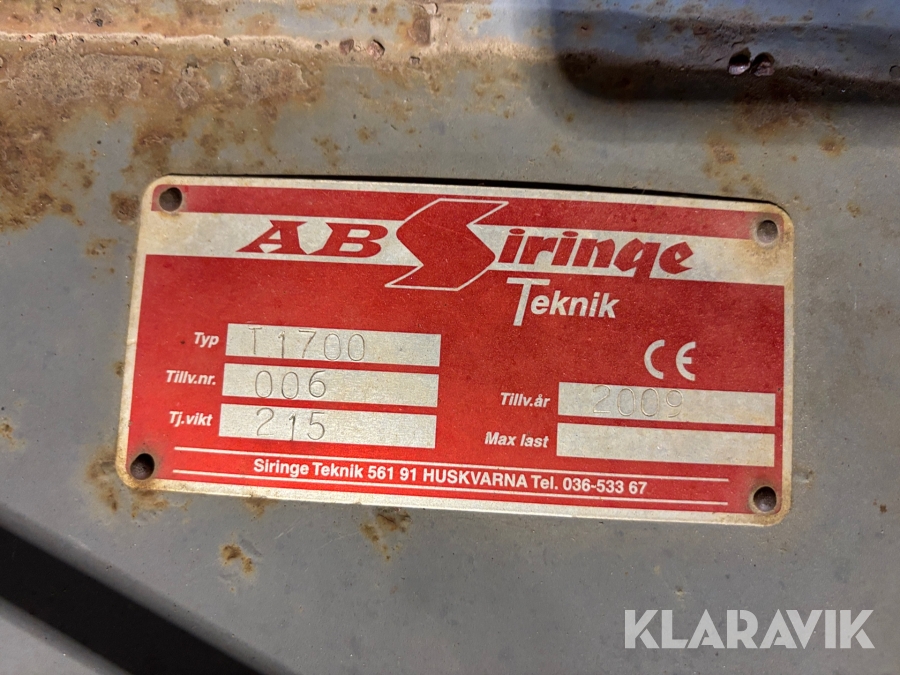 AB Siringe
Teknik
Typ T1700
Tillv.nr. 006
Tillv.år 2009
Tj.vikt 215
Max last
CE
Siringe Teknik 561 91 HUSKVARNA Tel. 036-533 67
KLARAVIK